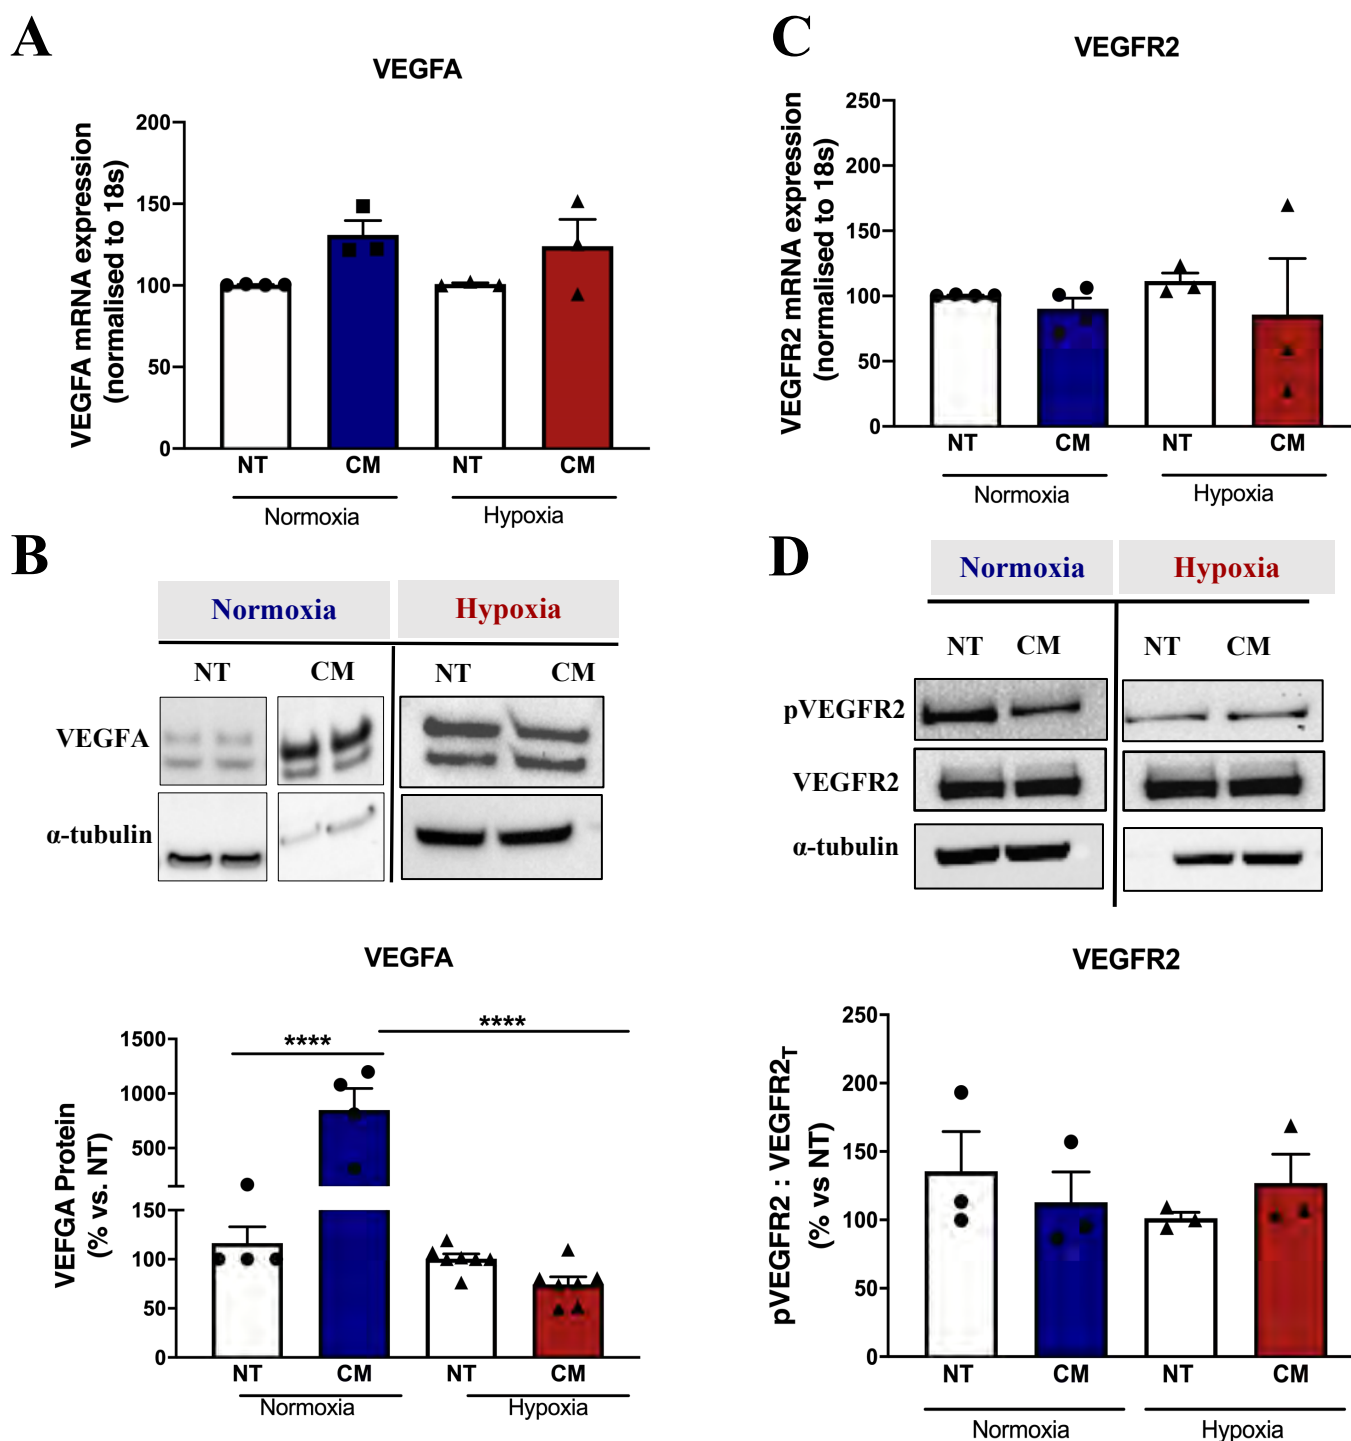 A
VEGFA
VEGFA mRNA expression
(normalised to 18s)
200
150
100
50
0
NT
CM
NT
CM
Normoxia
Hypoxia
C
VEGFR2
VEGFR2 mRNA expression
(normalised to 18s)
250
200
150
100
50
0
NT
CM
NT
CM
Normoxia
Hypoxia
B
Normoxia
Hypoxia
NT
CM
NT
CM
VEGFA
α-tubulin
VEGFA
VEFGA Protein
(% vs. NT)
1500
1000
500
150
100
50
0
****
****
NT
CM
NT
CM
Normoxia
Hypoxia
D
Normoxia
Hypoxia
NT
CM
NT
CM
pVEGFR2
VEGFR2
α-tubulin
VEGFR2
pVEGFR2 : VEGFR2T
(% vs NT)
250
200
150
100
50
0
NT
CM
NT
CM
Normoxia
Hypoxia